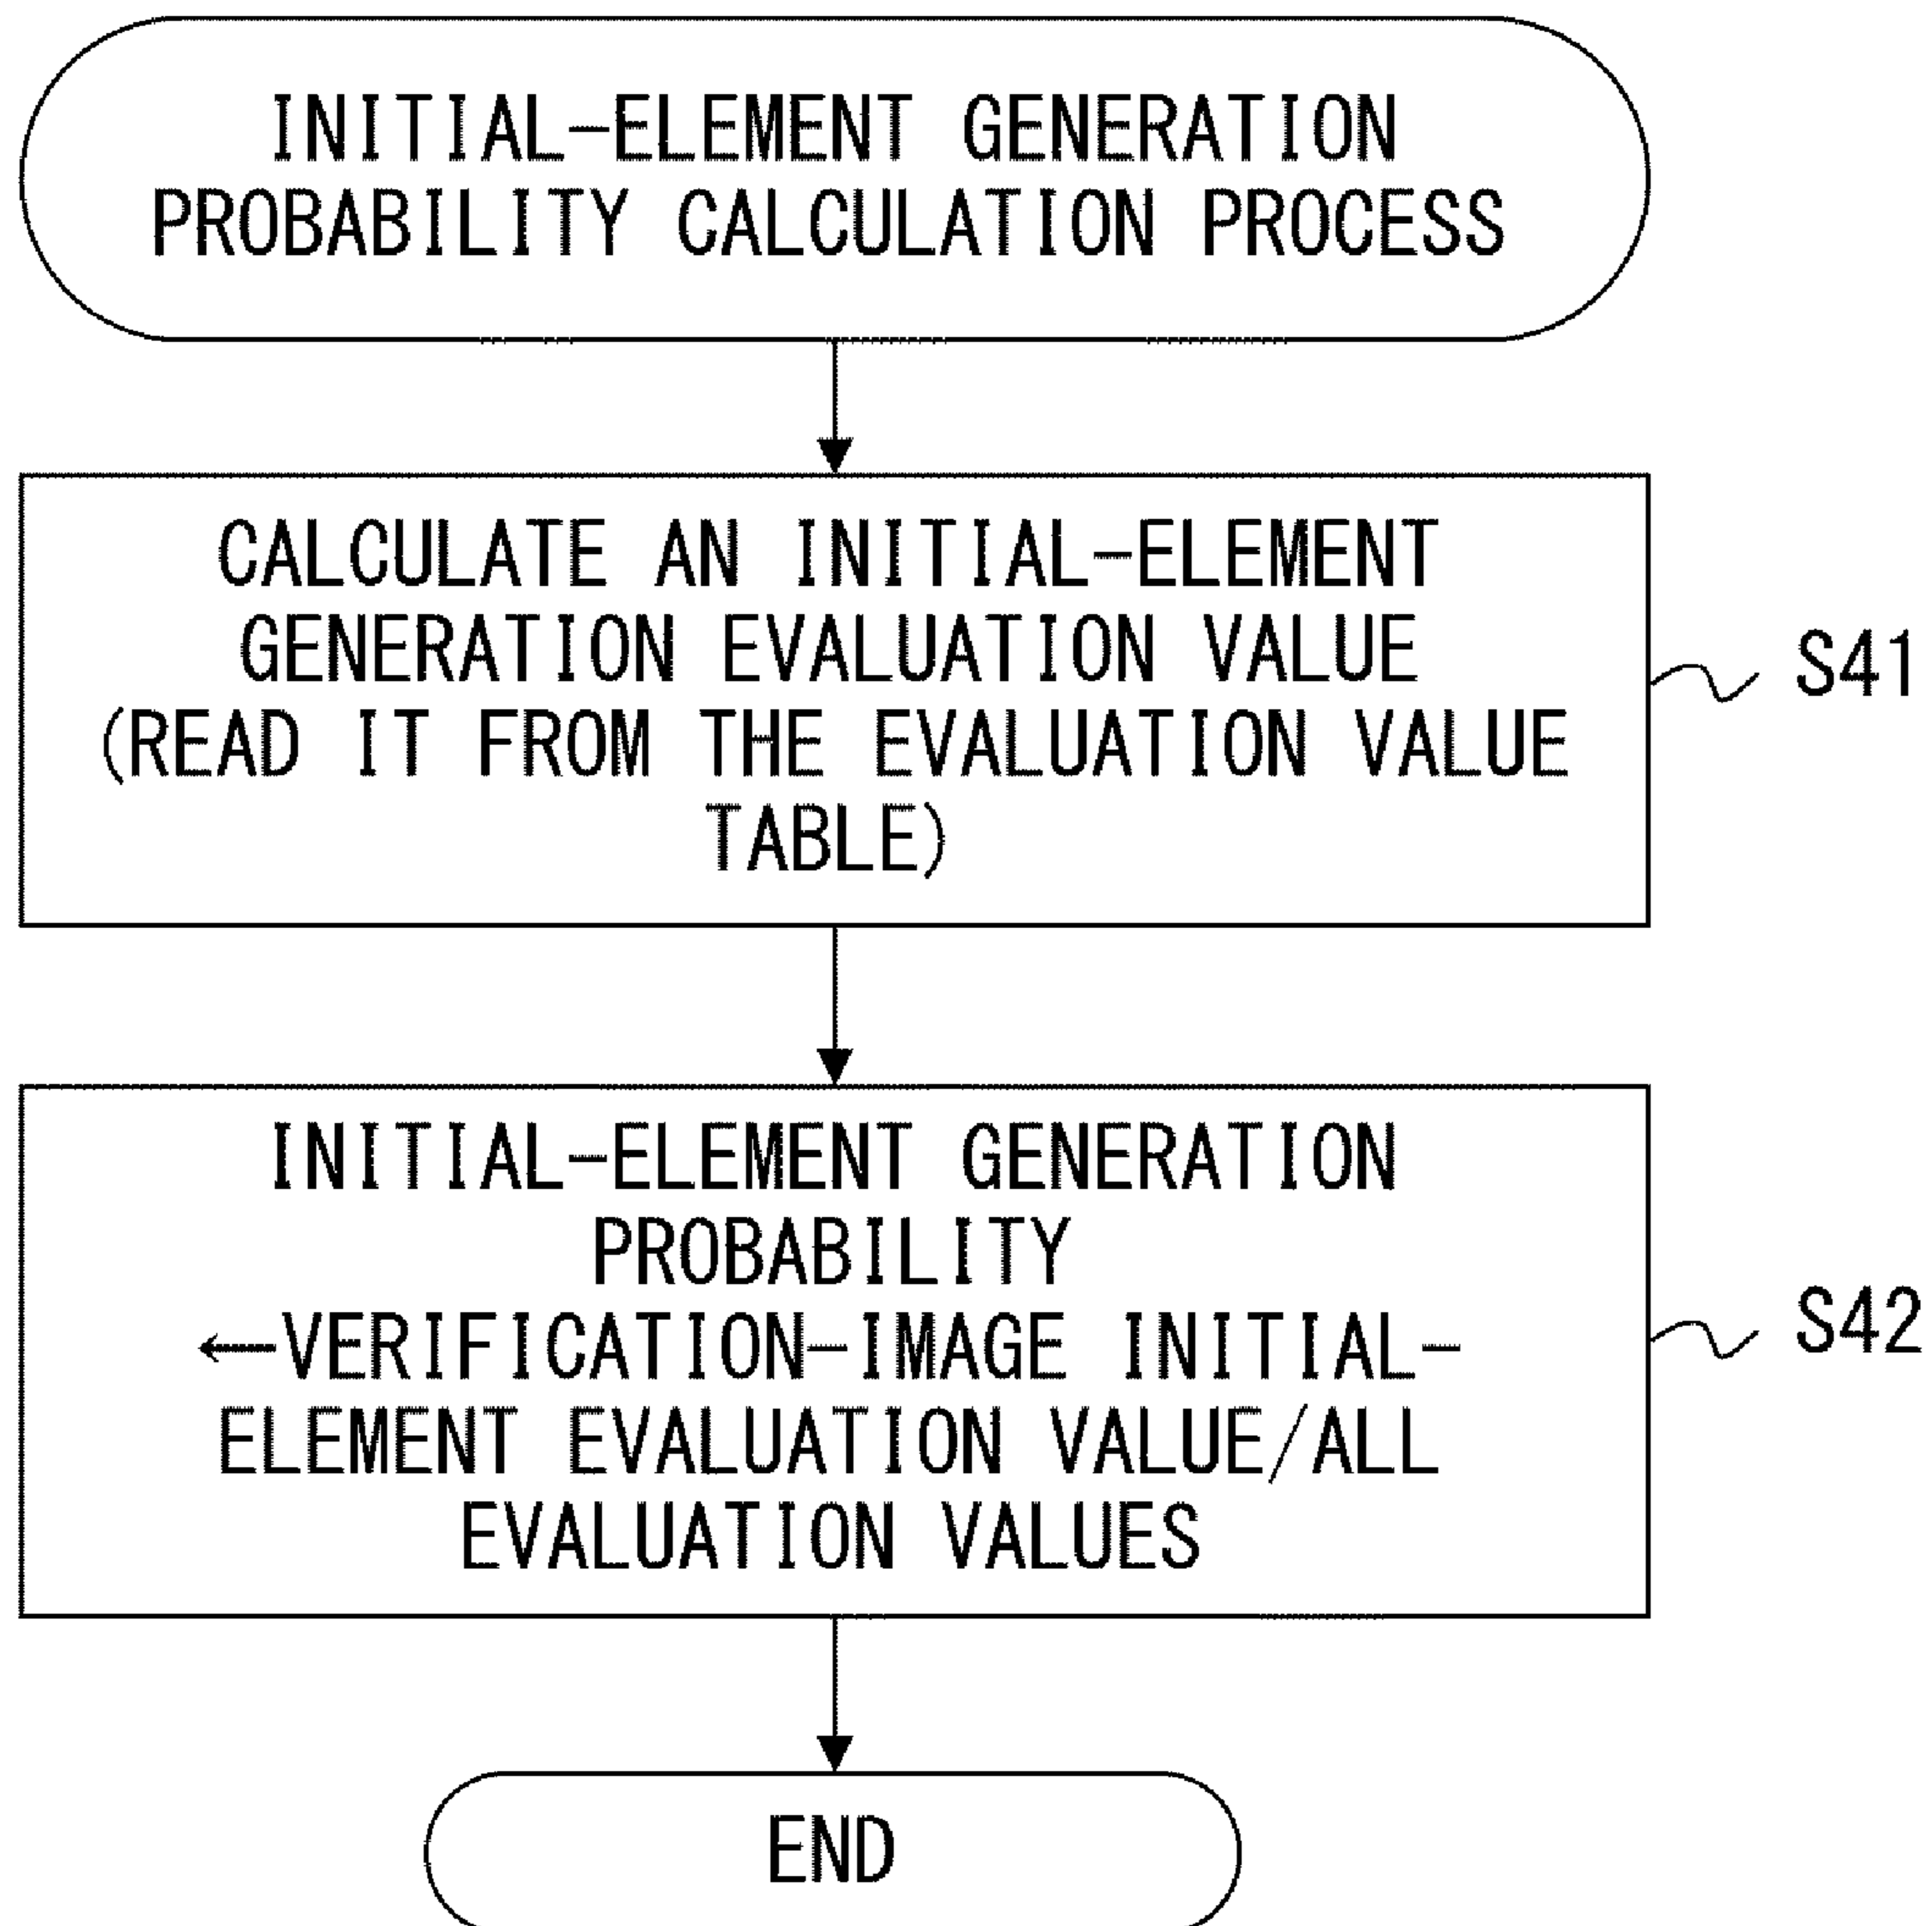 INITIAL-ELEMENT GENERATION
PROBABILITY CALCULATION PROCESS
CALCULATE AN INITIAL-ELEMENT
GENERATION EVALUATION VALUE
(READ IT FROM THE EVALUATION VALUE
TABLE)
S41
INITIAL-ELEMENT GENERATION
PROBABILITY
←VERIFICATION-IMAGE INITIAL-
ELEMENT EVALUATION VALUE/ALL
EVALUATION VALUES
S42
END